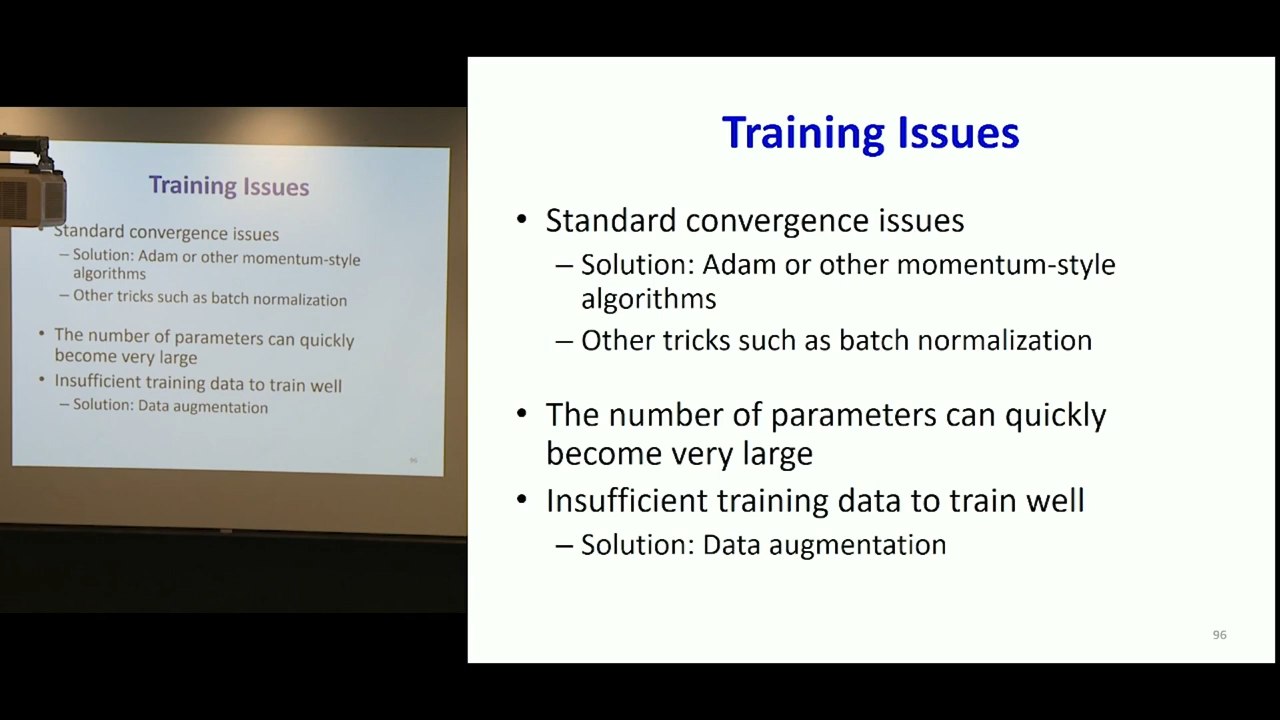 Training Issues
• Standard convergence issues
– Solution: Adam or other momentum-style
algorithms
– Other tricks such as batch normalization
• The number of parameters can quickly
become very large
• Insufficient training data to train well
– Solution: Data augmentation
96
Training Issues
• Standard convergence issues
– Solution: Adam or other momentum-style
algorithms
– Other tricks such as batch normalization
• The number of parameters can quickly
become very large
• Insufficient training data to train well
– Solution: Data augmentation
96